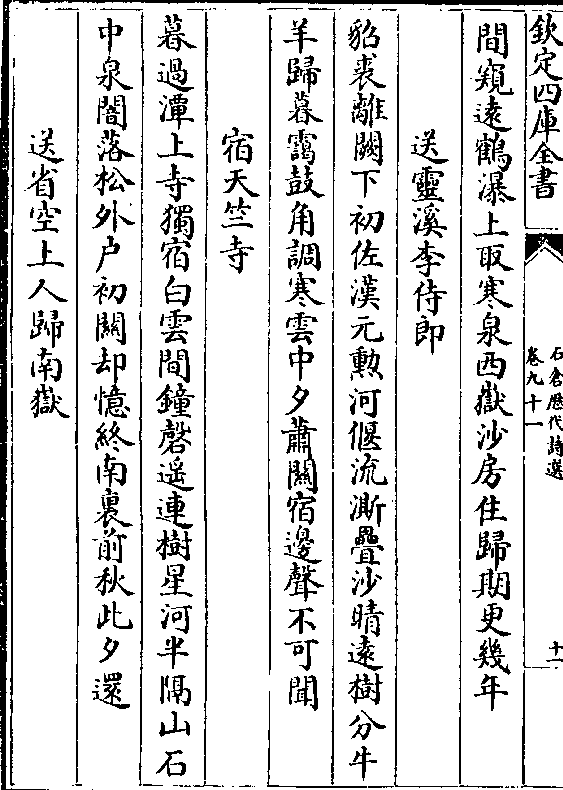 欽定四庫全書
石倉歷代詩選
卷九十一
十一
間窺遠鶴瀑上取寒泉西嶽沙房住歸期更幾年
送靈溪李侍郎
貂裘離闕下初佐漢元勲河偃流澌疊沙晴遠樹分牛
羊歸暮靄鼓角調寒雲中夕蕭關宿邊聲不可聞
宿天竺寺
暮過潭上寺獨宿白雲間鐘磬遥連樹星河半隔山石
中泉闇落松外户初關却憶終南裏前秋此夕還
送省空上人歸南嶽